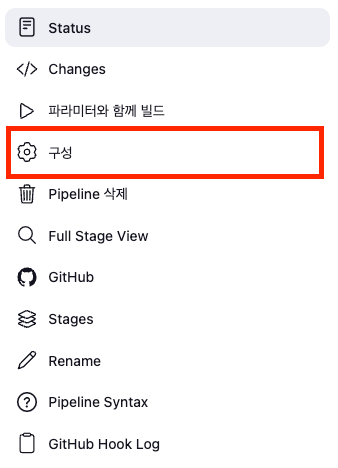 Status
Changes
파라미터와 함께 빌드
구성
Pipeline 삭제
Full Stage View
GitHub
Stages
Rename
Pipeline Syntax
GitHub Hook Log